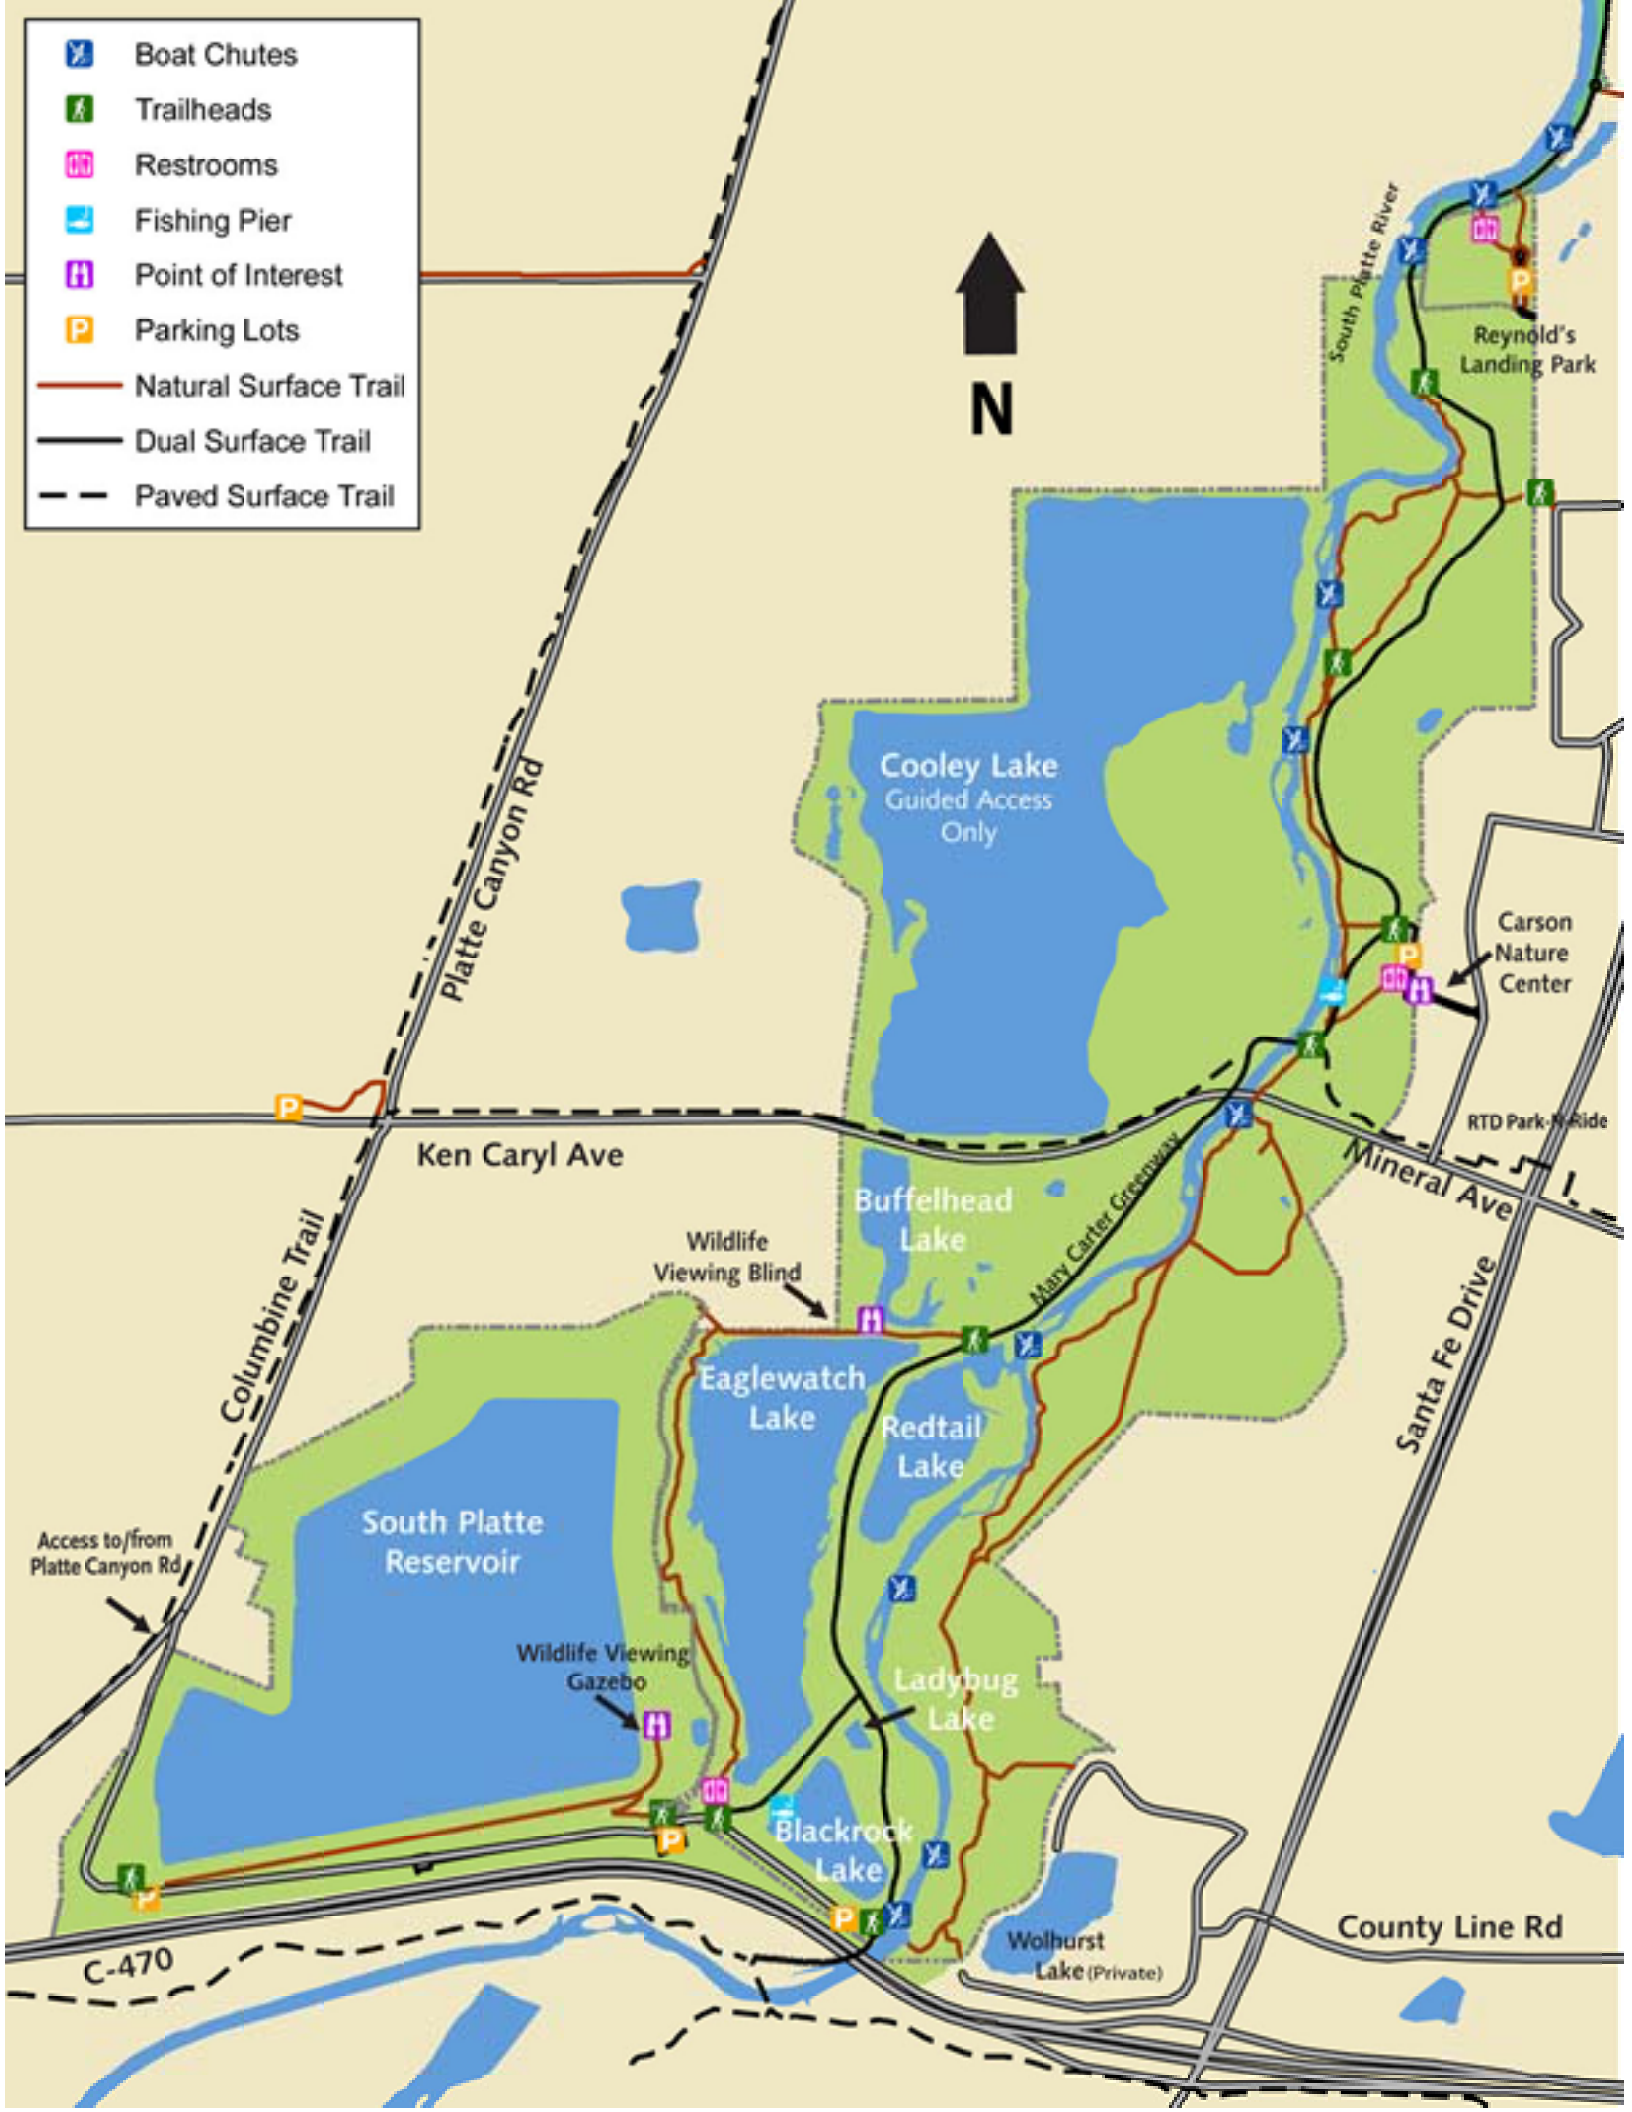 Boat Chutes
Trailheads
Restrooms
Fishing Pier
Point of Interest
P Parking Lots
Natural Surface Trail
Dual Surface Trail
Paved Surface Trail
N
South Platte River
P
Reynold's
Landing Park
Platte Canyon Rd
Cooley Lake
Guided Access
Only
Carson
Nature
Center
P
P
Ken Caryl Ave
RTD Park-N-Ride
Mineral Ave
Mary Carter Greenway
Buffelhead
Lake
Wildlife
Viewing Blind
Columbine Trail
Santa Fe Drive
Eaglewatch
Lake
Redtail
Lake
South Platte
Reservoir
Access to/from
Platte Canyon Rd
Wildlife Viewing
Gazebo
Ladybug
Lake
P
Blackrock
Lake
P
P
Wolhurst
Lake (Private)
County Line Rd
C-470